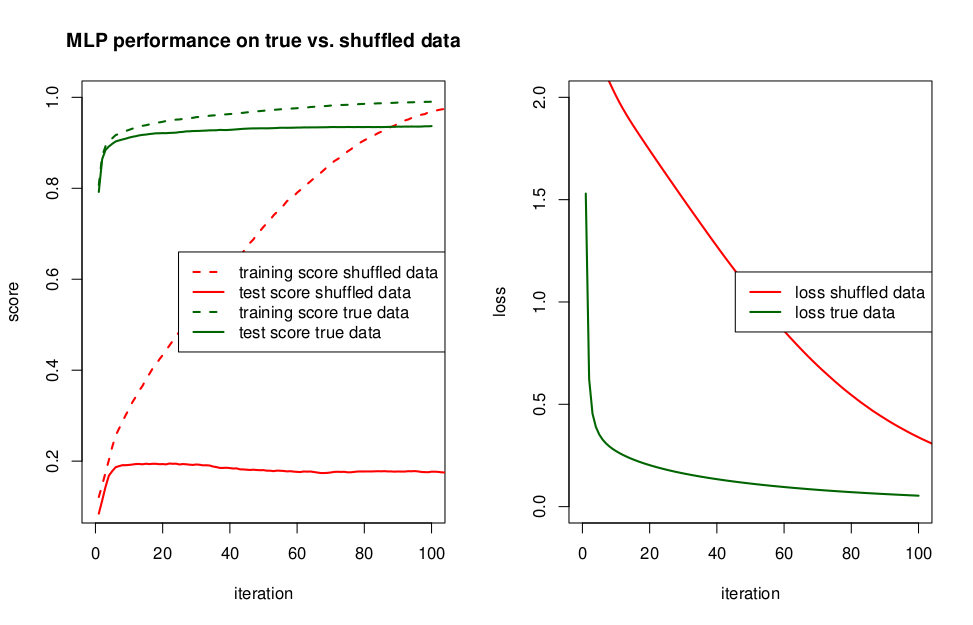 MLP performance on true vs. shuffled data
score
1.0
0.8
0.6
0.4
0.2
training score shuffled data
test score shuffled data
training score true data
test score true data
0 20 40 60 80 100
iteration
loss
2.0
1.5
1.0
0.5
0.0
loss shuffled data
loss true data
0 20 40 60 80 100
iteration